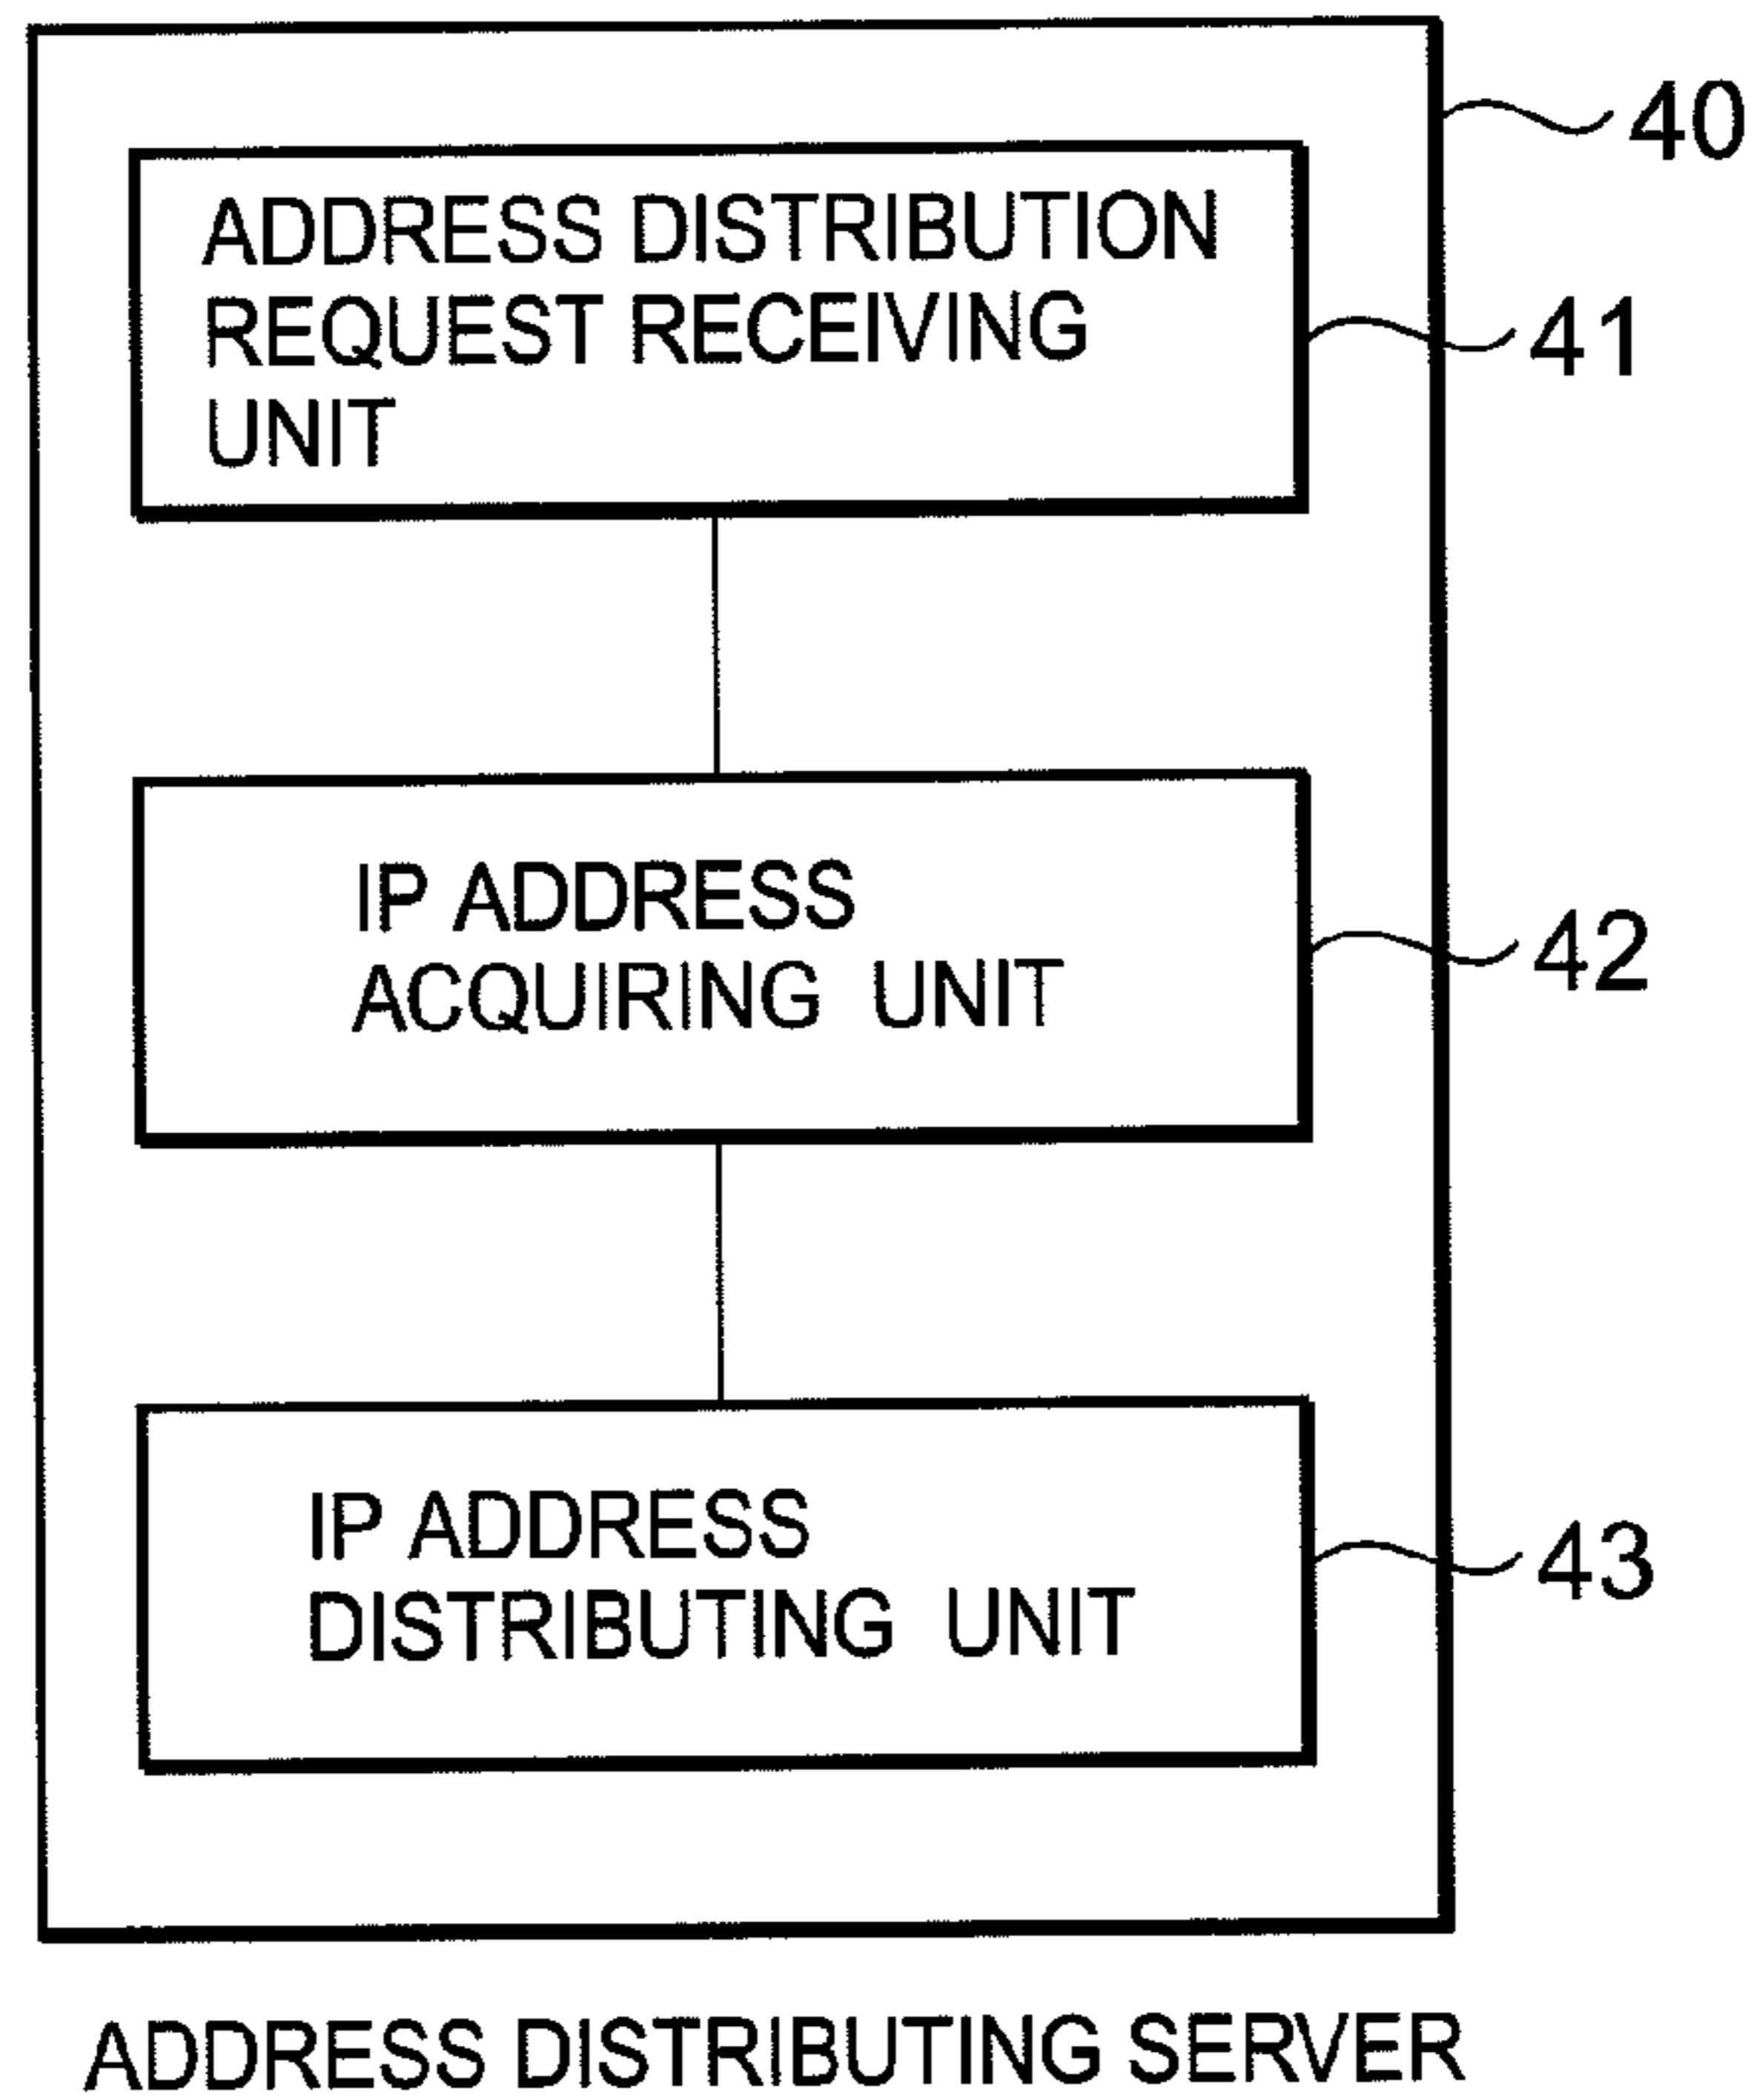 40
ADDRESS DISTRIBUTION
REQUEST RECEIVING
UNIT
41
IP ADDRESS
ACQUIRING UNIT
42
IP ADDRESS
DISTRIBUTING UNIT
43
ADDRESS DISTRIBUTING SERVER